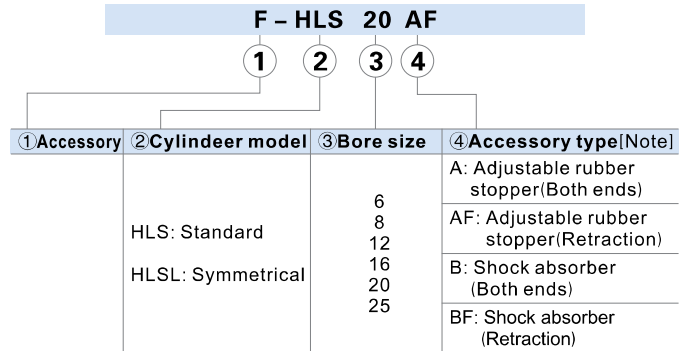 F – HLS 20 AF
① ② ③ ④
①Accessory ②Cylindeer model ③Bore size ④Accessory type[Note]
HLS: Standard
HLSL: Symmetrical
6
8
12
16
20
25
A: Adjustable rubber
stopper(Both ends)
AF: Adjustable rubber
stopper(Retraction)
B: Shock absorber
(Both ends)
BF: Shock absorber
(Retraction)